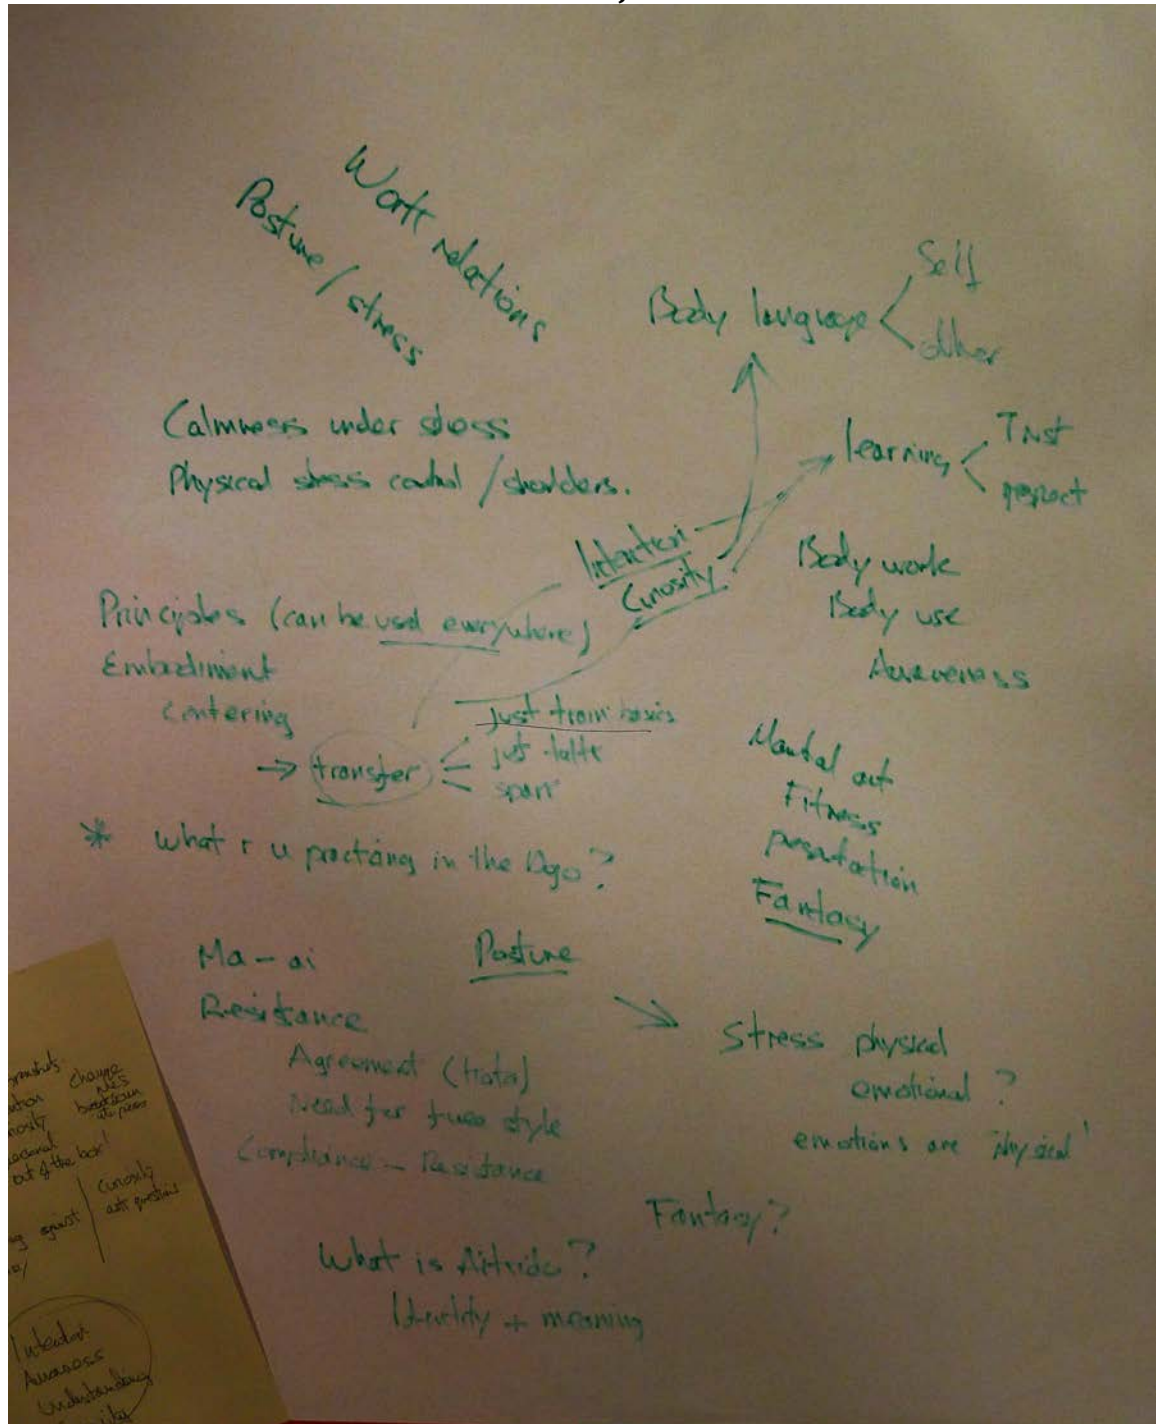 Work relations
Posture / stress
Body language
Self
other
Calmness under stress
Physical stress control / shoulders.
learning
Trust
respect
Intention
Curiosity
Body work
Body use
Awareness
Principles (can be used everywhere)
Embodiment
Centering
→ transfer
just train basics
just talk
spar
Fitness
Fantasy
* What r u practing in the Dojo?
Ma-ai
Posture
Resistance
Agreement (kata)
Need for free style
Compliance - Resistance
Stress physical
emotional?
emotions are 'physical'
Fantasy?
What is Aikido?
Identity + meaning
change
out of the box'
against
curiosity
ask questions
Intention
Awareness
Understanding